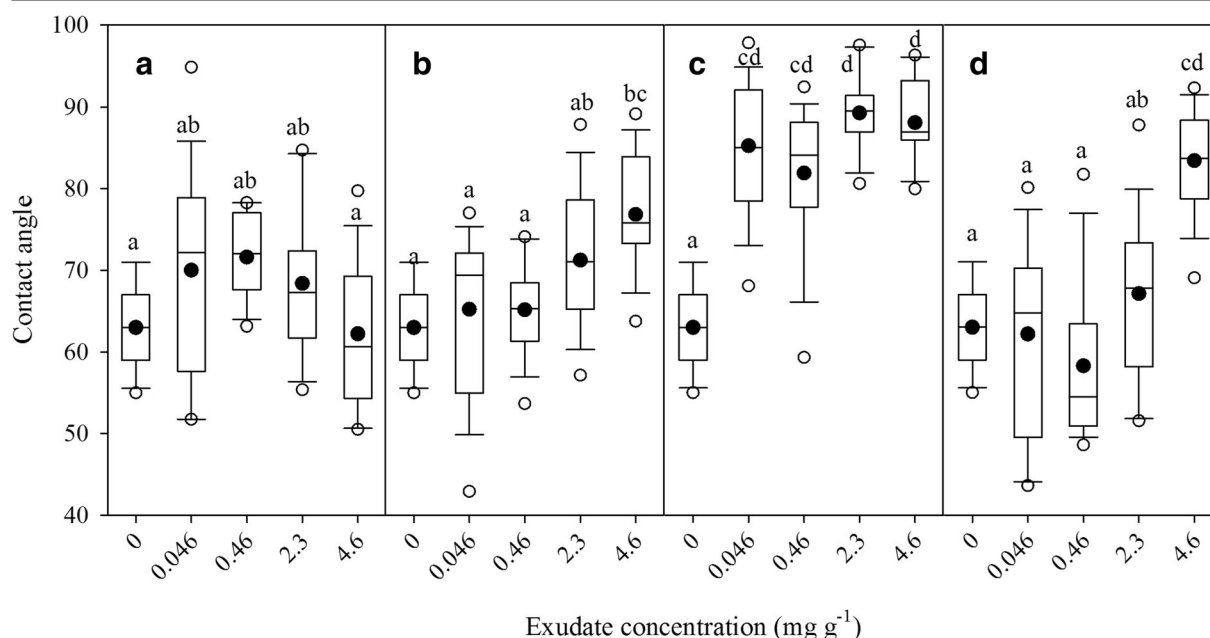 100
90
80
70
60
50
40
Contact angle
a
a
ab
ab
ab
a
b
a
a
a
ab
bc
c
a
cd
cd
d
d
d
a
a
a
ab
cd
0 0.046 0.46 2.3 4.6 0 0.046 0.46 2.3 4.6 0 0.046 0.46 2.3 4.6 0 0.046 0.46 2.3 4.6
Exudate concentration (mg g⁻¹)